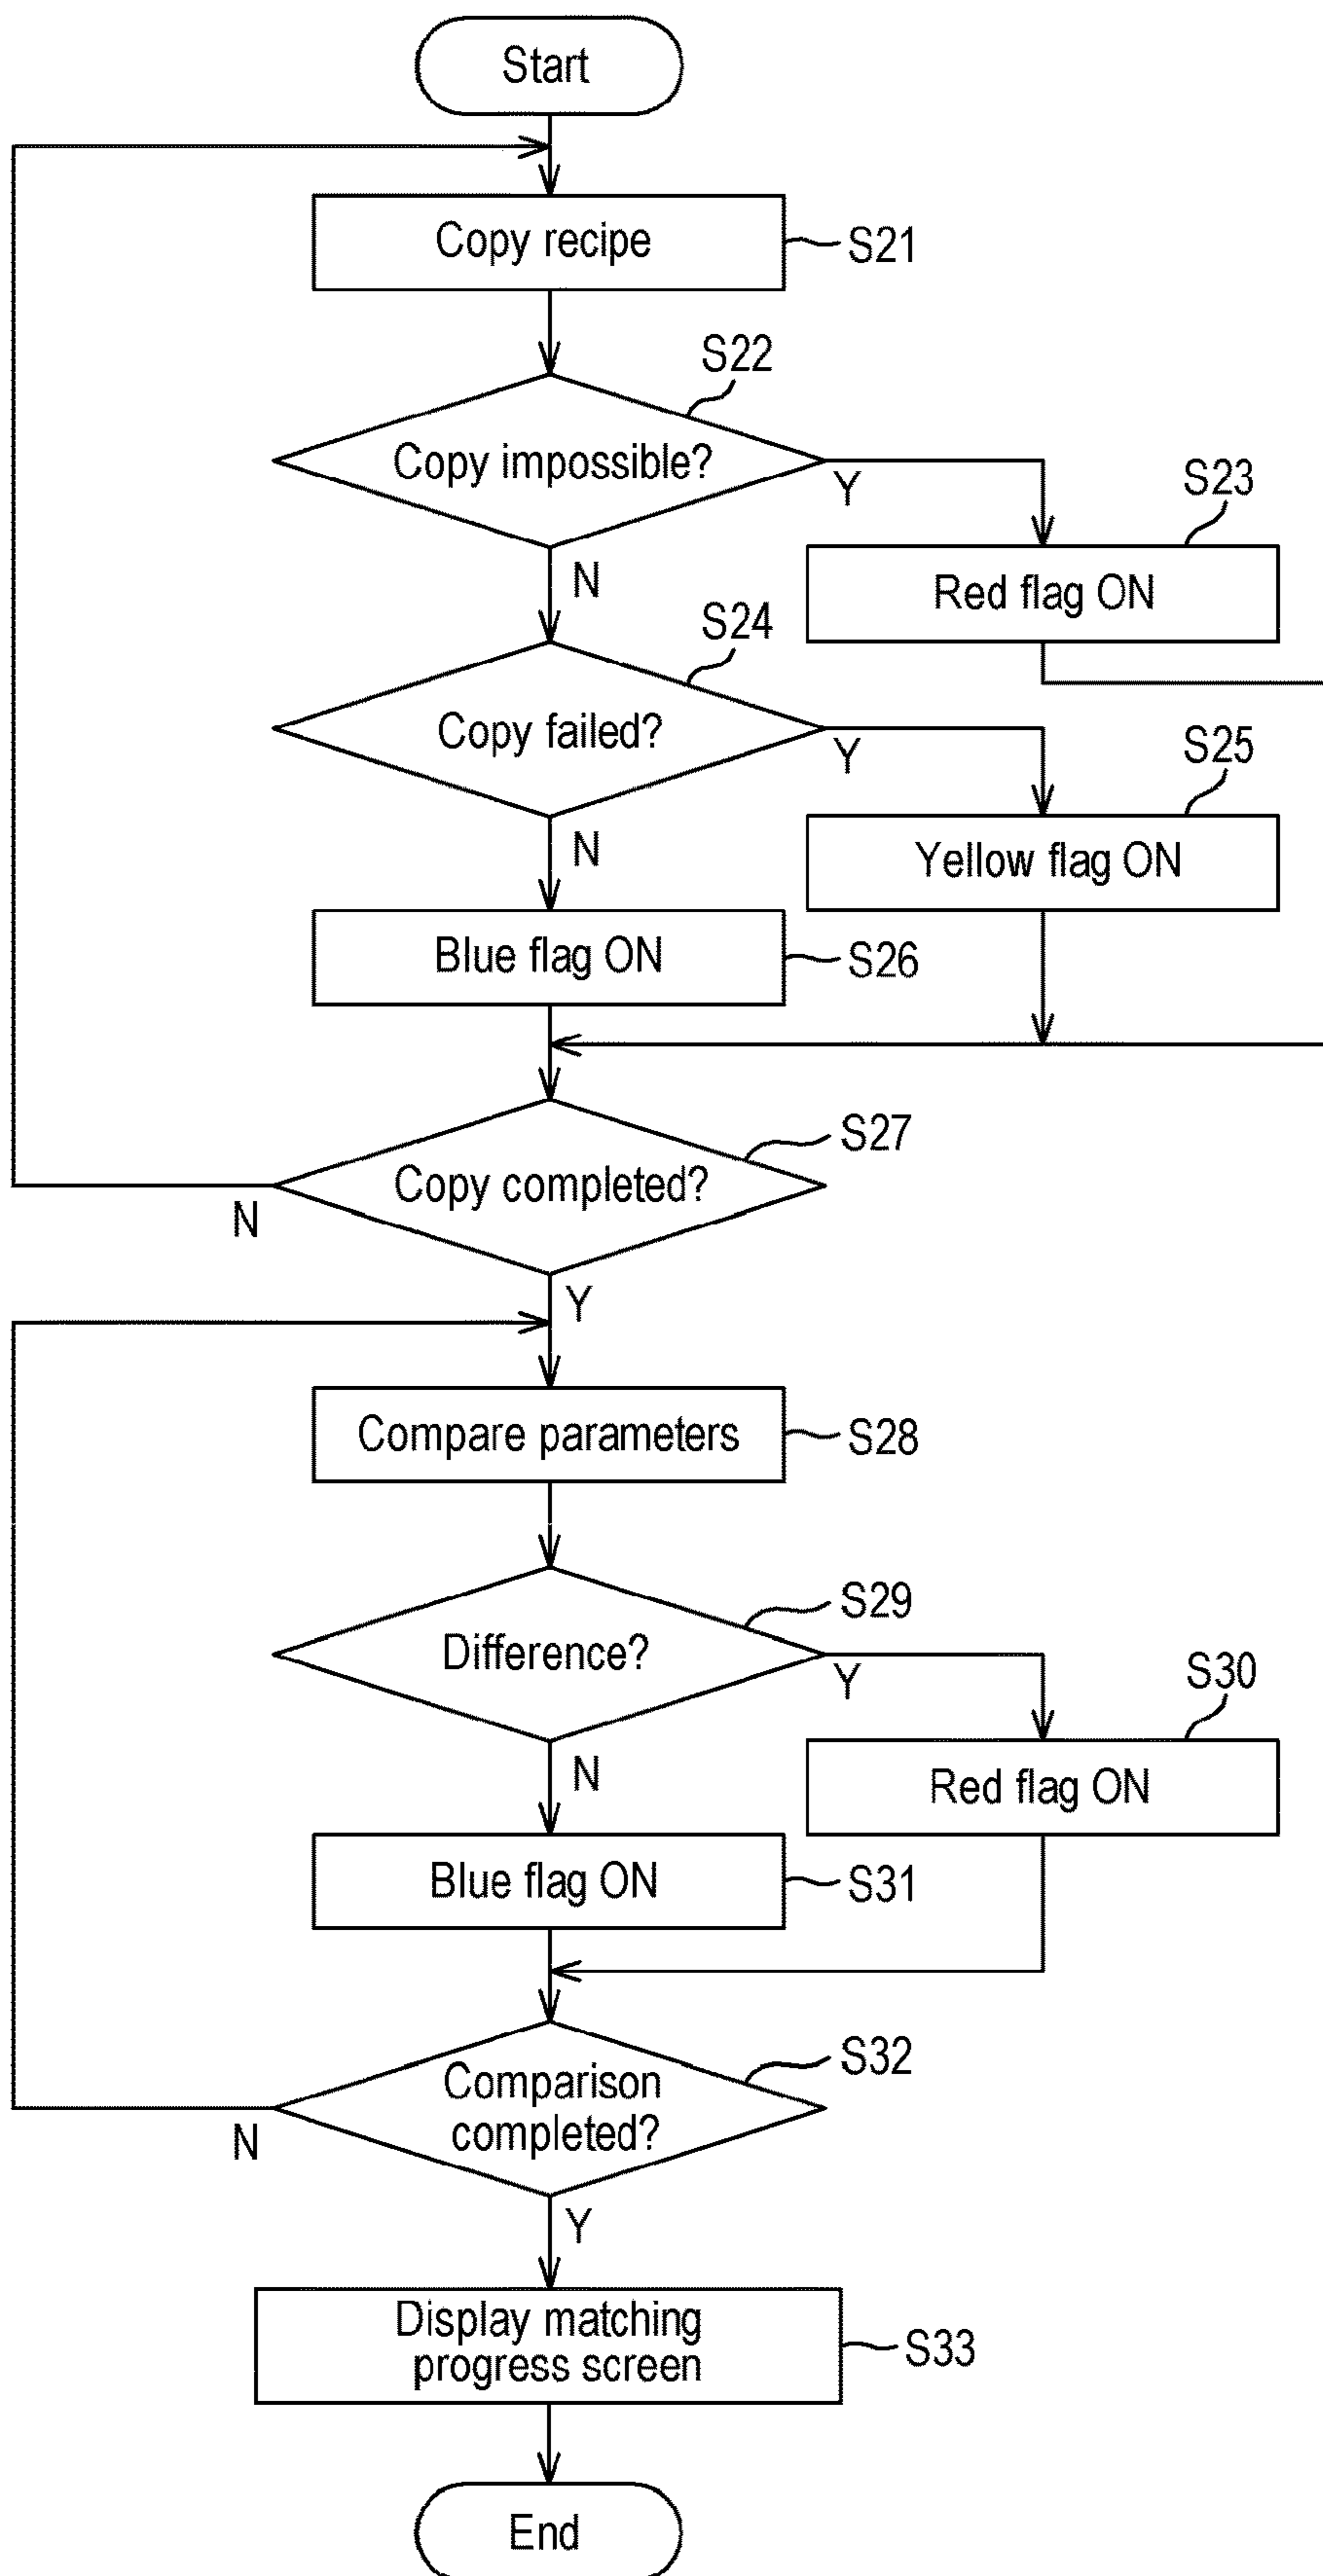 Start
Copy recipe
S21
S22
Copy impossible?
Y
S23
Red flag ON
N
S24
Copy failed?
Y
S25
Yellow flag ON
N
Blue flag ON
S26
S27
Copy completed?
N
Y
Compare parameters
S28
S29
Difference?
Y
S30
Red flag ON
N
Blue flag ON
S31
S32
Comparison
completed?
N
Y
Display matching
progress screen
S33
End